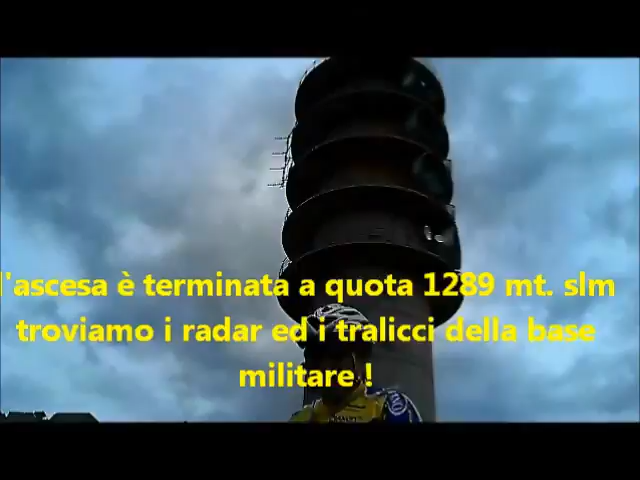 l'ascesa è terminata a quota 1289 mt. slm
troviamo i radar ed i tralicci della base
militare !